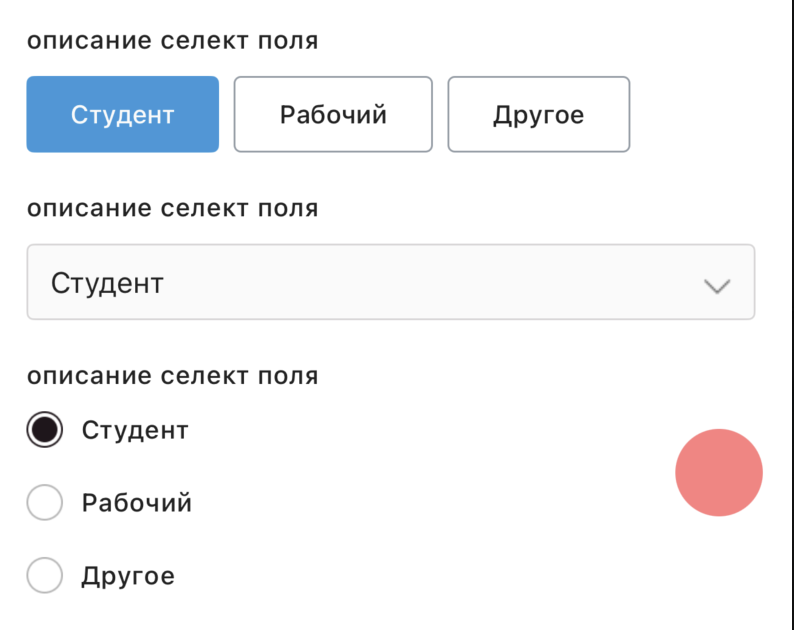 описание селект поля
Студент Рабочий Другое
описание селект поля
Студент
описание селект поля
Студент
Рабочий
Другое